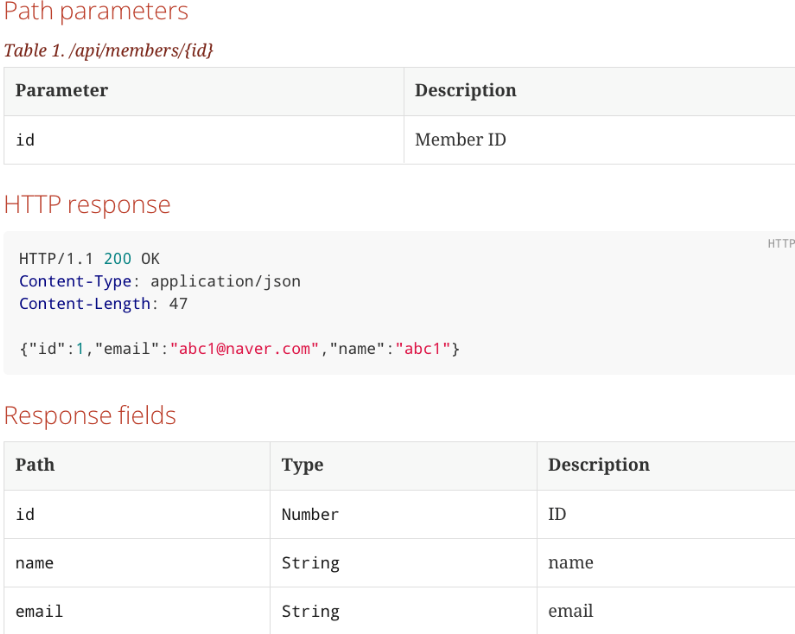 Path parameters
Table 1. /api/members/{id}
Parameter Description
id Member ID
HTTP response
HTTP
HTTP/1.1 200 OK
Content-Type: application/json
Content-Length: 47
{"id":1,"email":"abc1@naver.com","name":"abc1"}
Response fields
Path Type Description
id Number ID
name String name
email String email